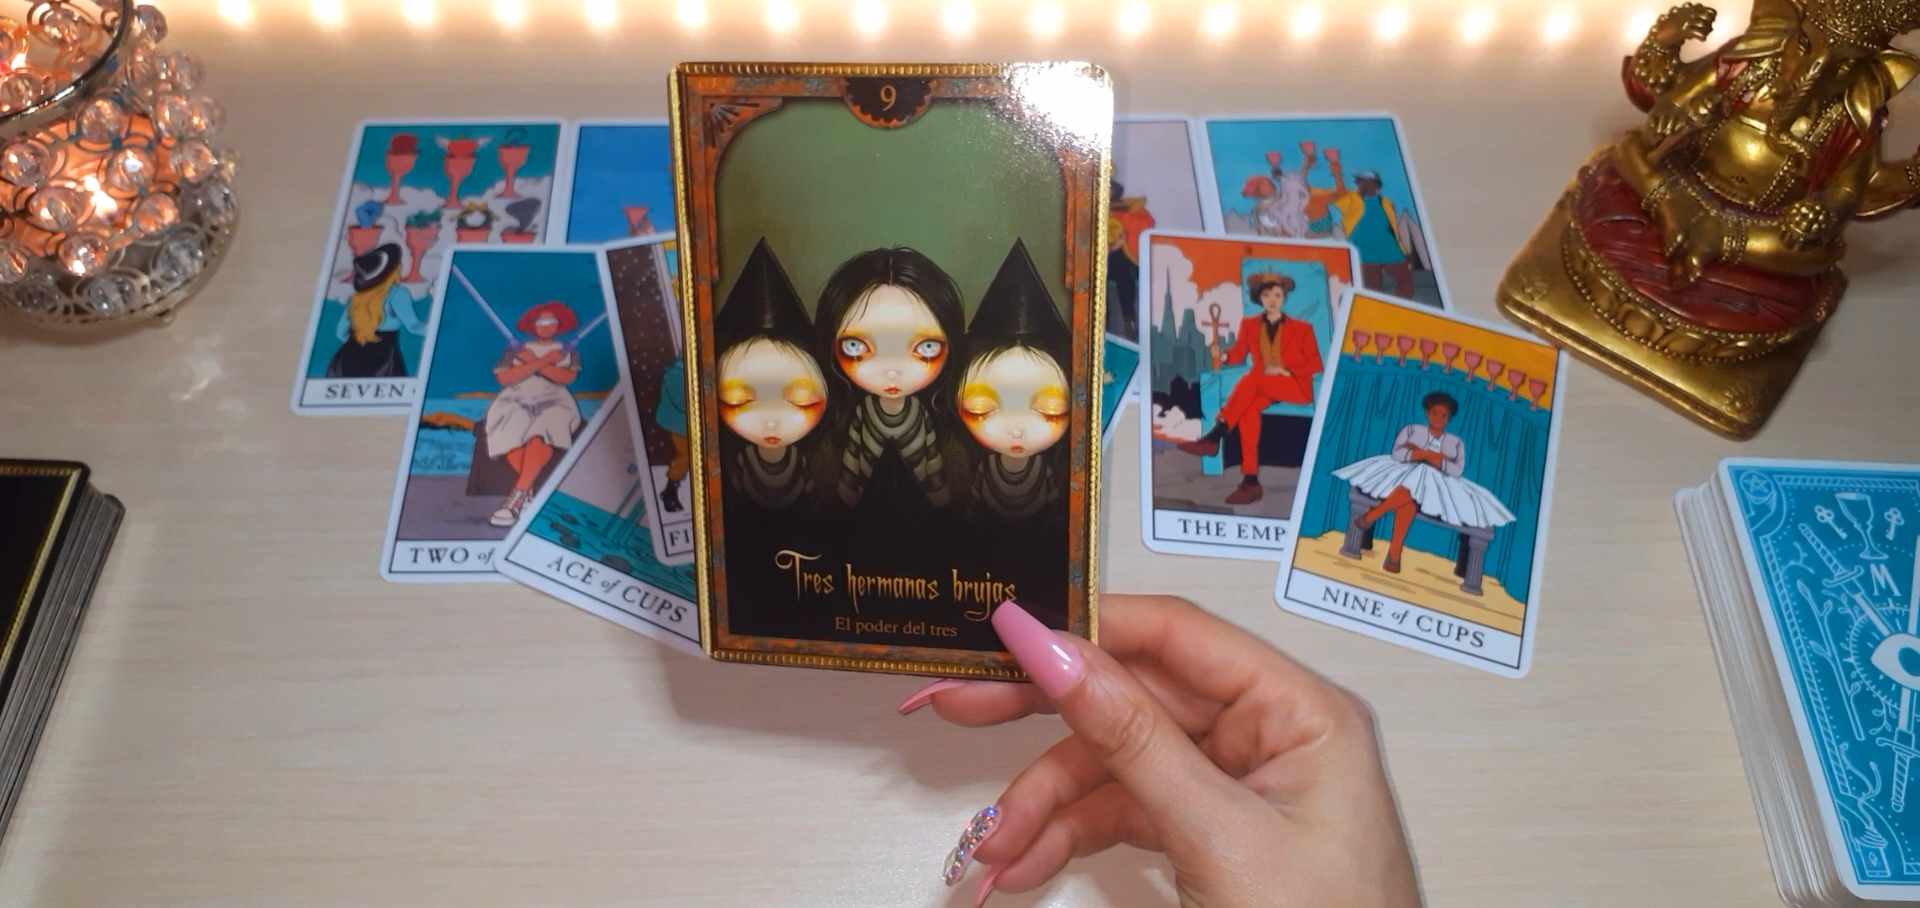 9
SEVEN
TWO of
ACE of CUPS
Tres hermanas brujas
El poder del tres
THE EMP
NINE of CUPS